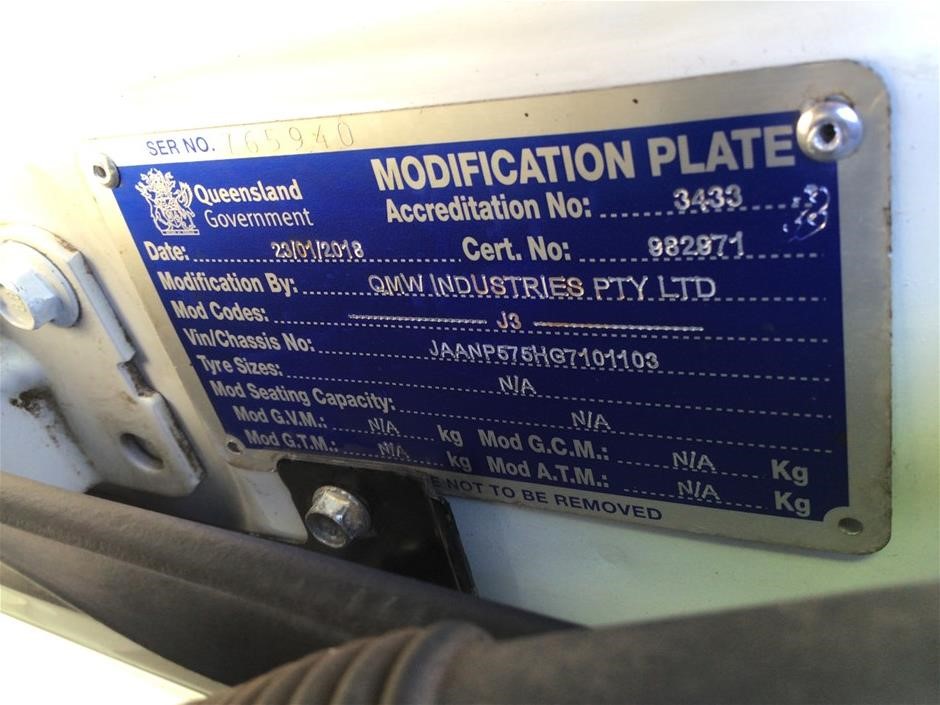 SER NO. 765940
MODIFICATION PLATE
Queensland
Government
Accreditation No: 3433
Date: 23/01/2018 Cert. No: 982971
Modification By: QMW INDUSTRIES PTY LTD
Mod Codes: J3
Vin/Chassis No: JAANP575HG7101103
Tyre Sizes: N/A
Mod Seating Capacity: N/A
Mod G.V.M.: N/A kg Mod G.C.M.: N/A Kg
Mod G.T.M.: N/A kg Mod A.T.M.: N/A Kg
NOT TO BE REMOVED